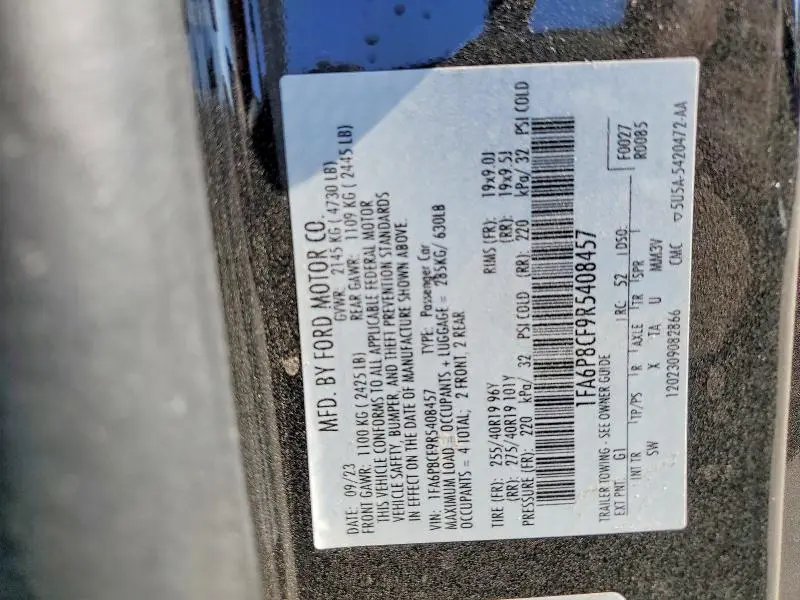 MFD. BY FORD MOTOR CO.
DATE: 09/23 GVWR: 2145 KG ( 4730 LB)
FRONT GAWR: 1100 KG ( 2425 LB) REAR GAWR: 1109 KG ( 2445 LB)
THIS VEHICLE CONFORMS TO ALL APPLICABLE FEDERAL MOTOR
VEHICLE SAFETY, BUMPER, AND THEFT PREVENTION STANDARDS
IN EFFECT ON THE DATE OF MANUFACTURE SHOWN ABOVE.
VIN: 1FA6P8CF9R5408457 TYPE: Passenger Car
MAXIMUM LOAD = OCCUPANTS + LUGGAGE = 285KG/ 630LB
OCCUPANTS = 4 TOTAL; 2 FRONT, 2 REAR
TIRE (FR): 255/40R19 96Y RIMS (FR): 19x9.0J
(RR): 275/40R19 101Y (RR): 19x9.5J
PRESSURE (FR): 220 kPa/ 32 PSI COLD (RR): 220 kPa/ 32 PSI COLD
1FA6P8CF9R5408457
TRAILER TOWING - SEE OWNER GUIDE F0027
EXT PNT: G1 RC: 52 DSO: R0085
INT TR TP/PS R AXLE TR SPR
SW X TA U MM3V
1202309082866 CMC 5U5A-5420472-AA